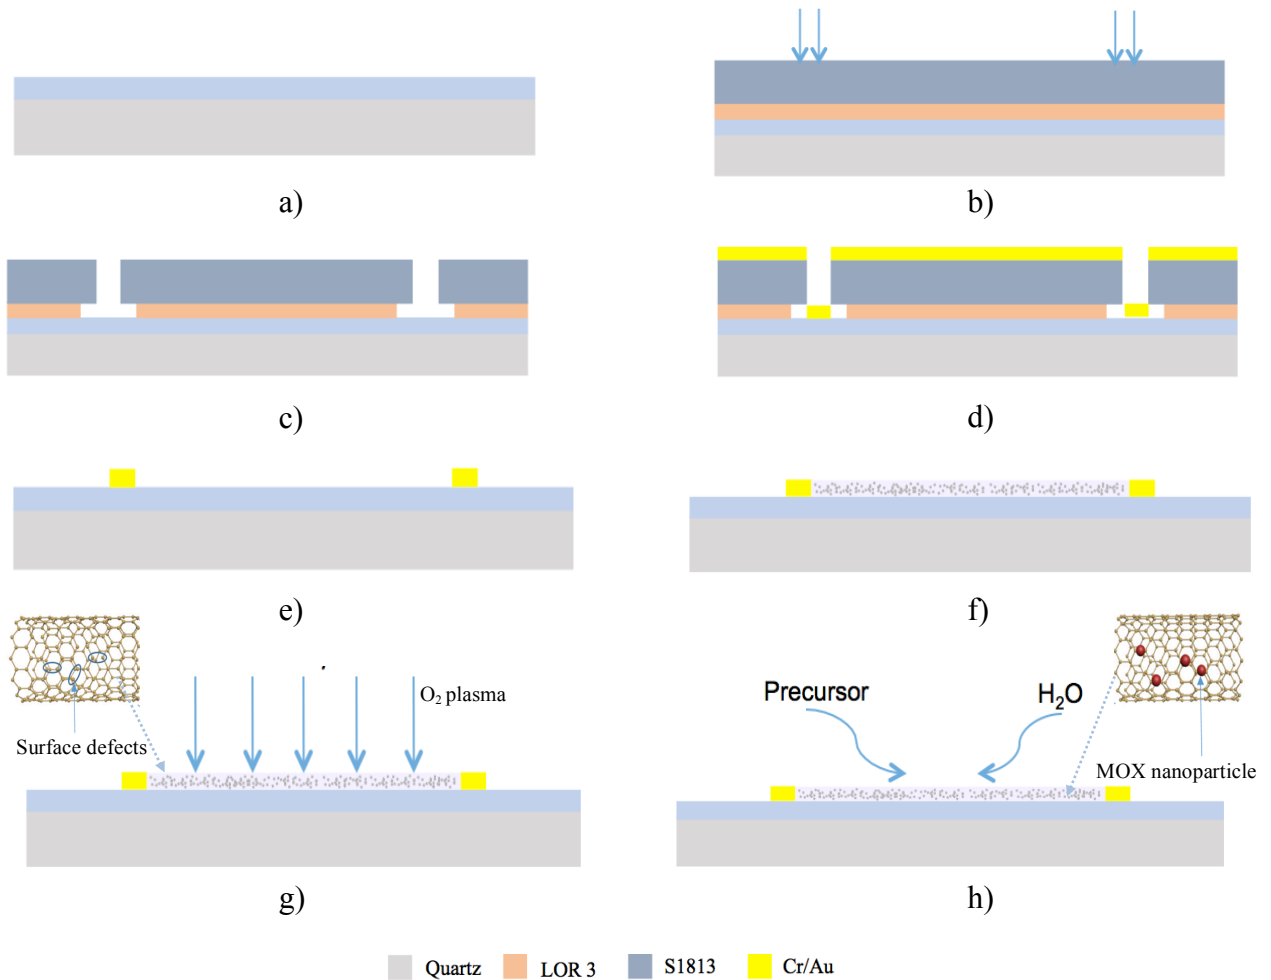 a)
b)
c)
d)
e)
f)
O₂ plasma
Surface defects
g)
Precursor
H₂O
MOX nanoparticle
h)
Quartz LOR 3 S1813 Cr/Au